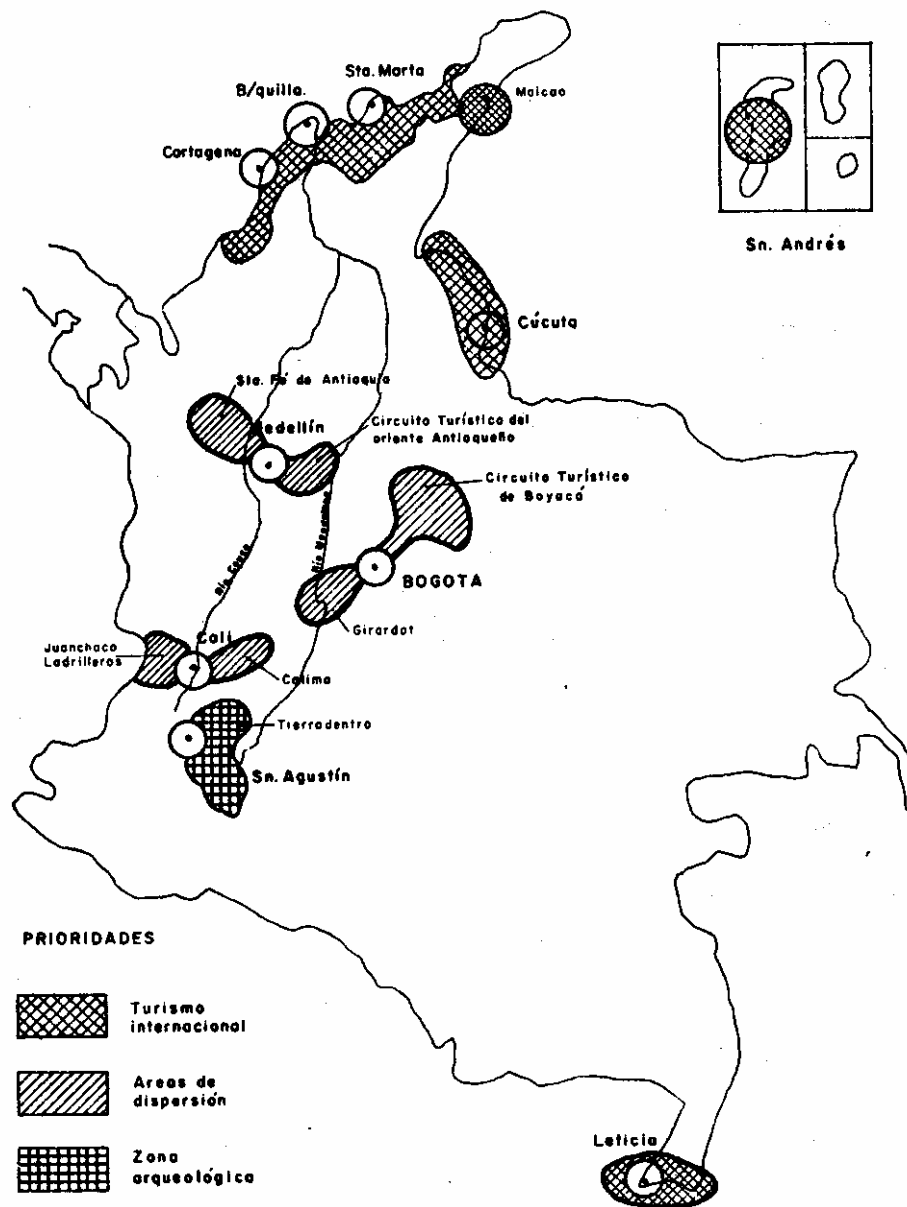 Sta. Marta
B/quilla.
Maicao
Cartagena
Sn. Andrés
Cúcuta
Sta. Fé de Antioquia
Medellín
Circuito Turístico del
oriente Antioqueño
Circuito Turístico
de Boyacá
Río Cauca
Río Magdalena
BOGOTA
Girardot
Juanchaco
Ladrilleros
Cali
Calima
Tierradentro
Sn. Agustín
PRIORIDADES
Turismo
internacional
Areas de
dispersión
Zona
arqueológica
Leticia